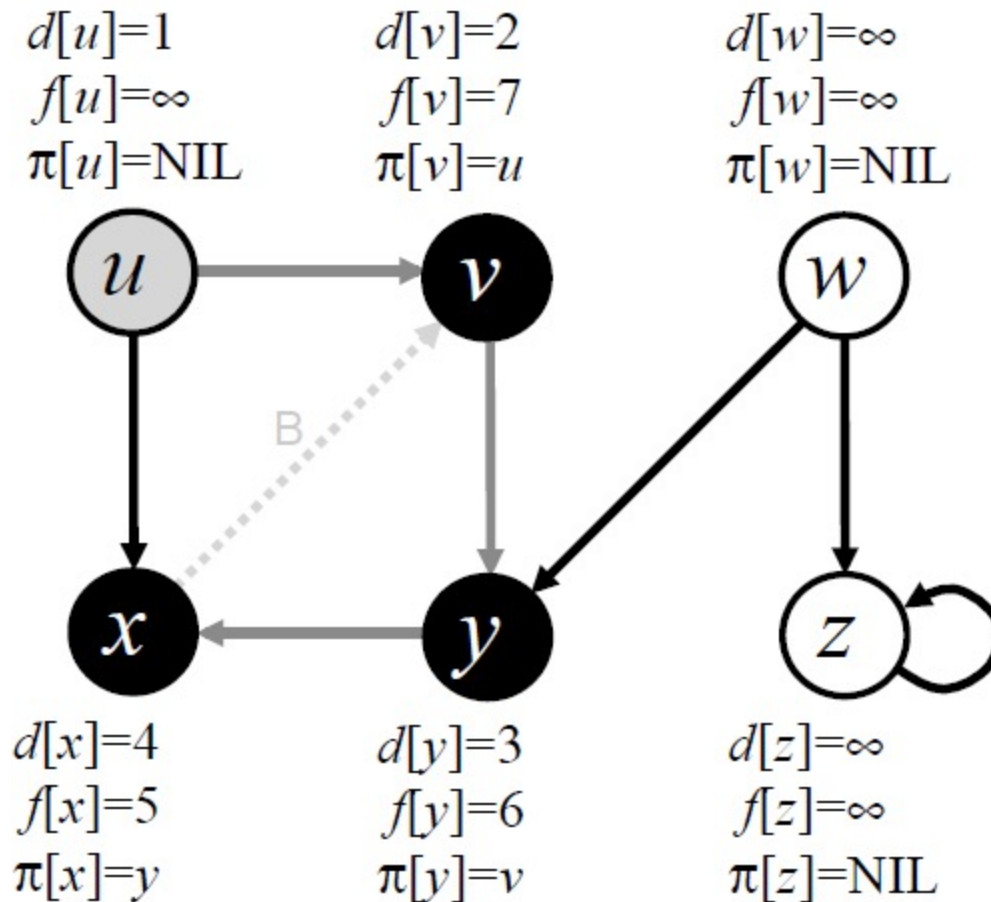 d[u]=1
f[u]=∞
π[u]=NIL
d[v]=2
f[v]=7
π[v]=u
d[w]=∞
f[w]=∞
π[w]=NIL
u
v
w
B
x
y
z
d[x]=4
f[x]=5
π[x]=y
d[y]=3
f[y]=6
π[y]=v
d[z]=∞
f[z]=∞
π[z]=NIL